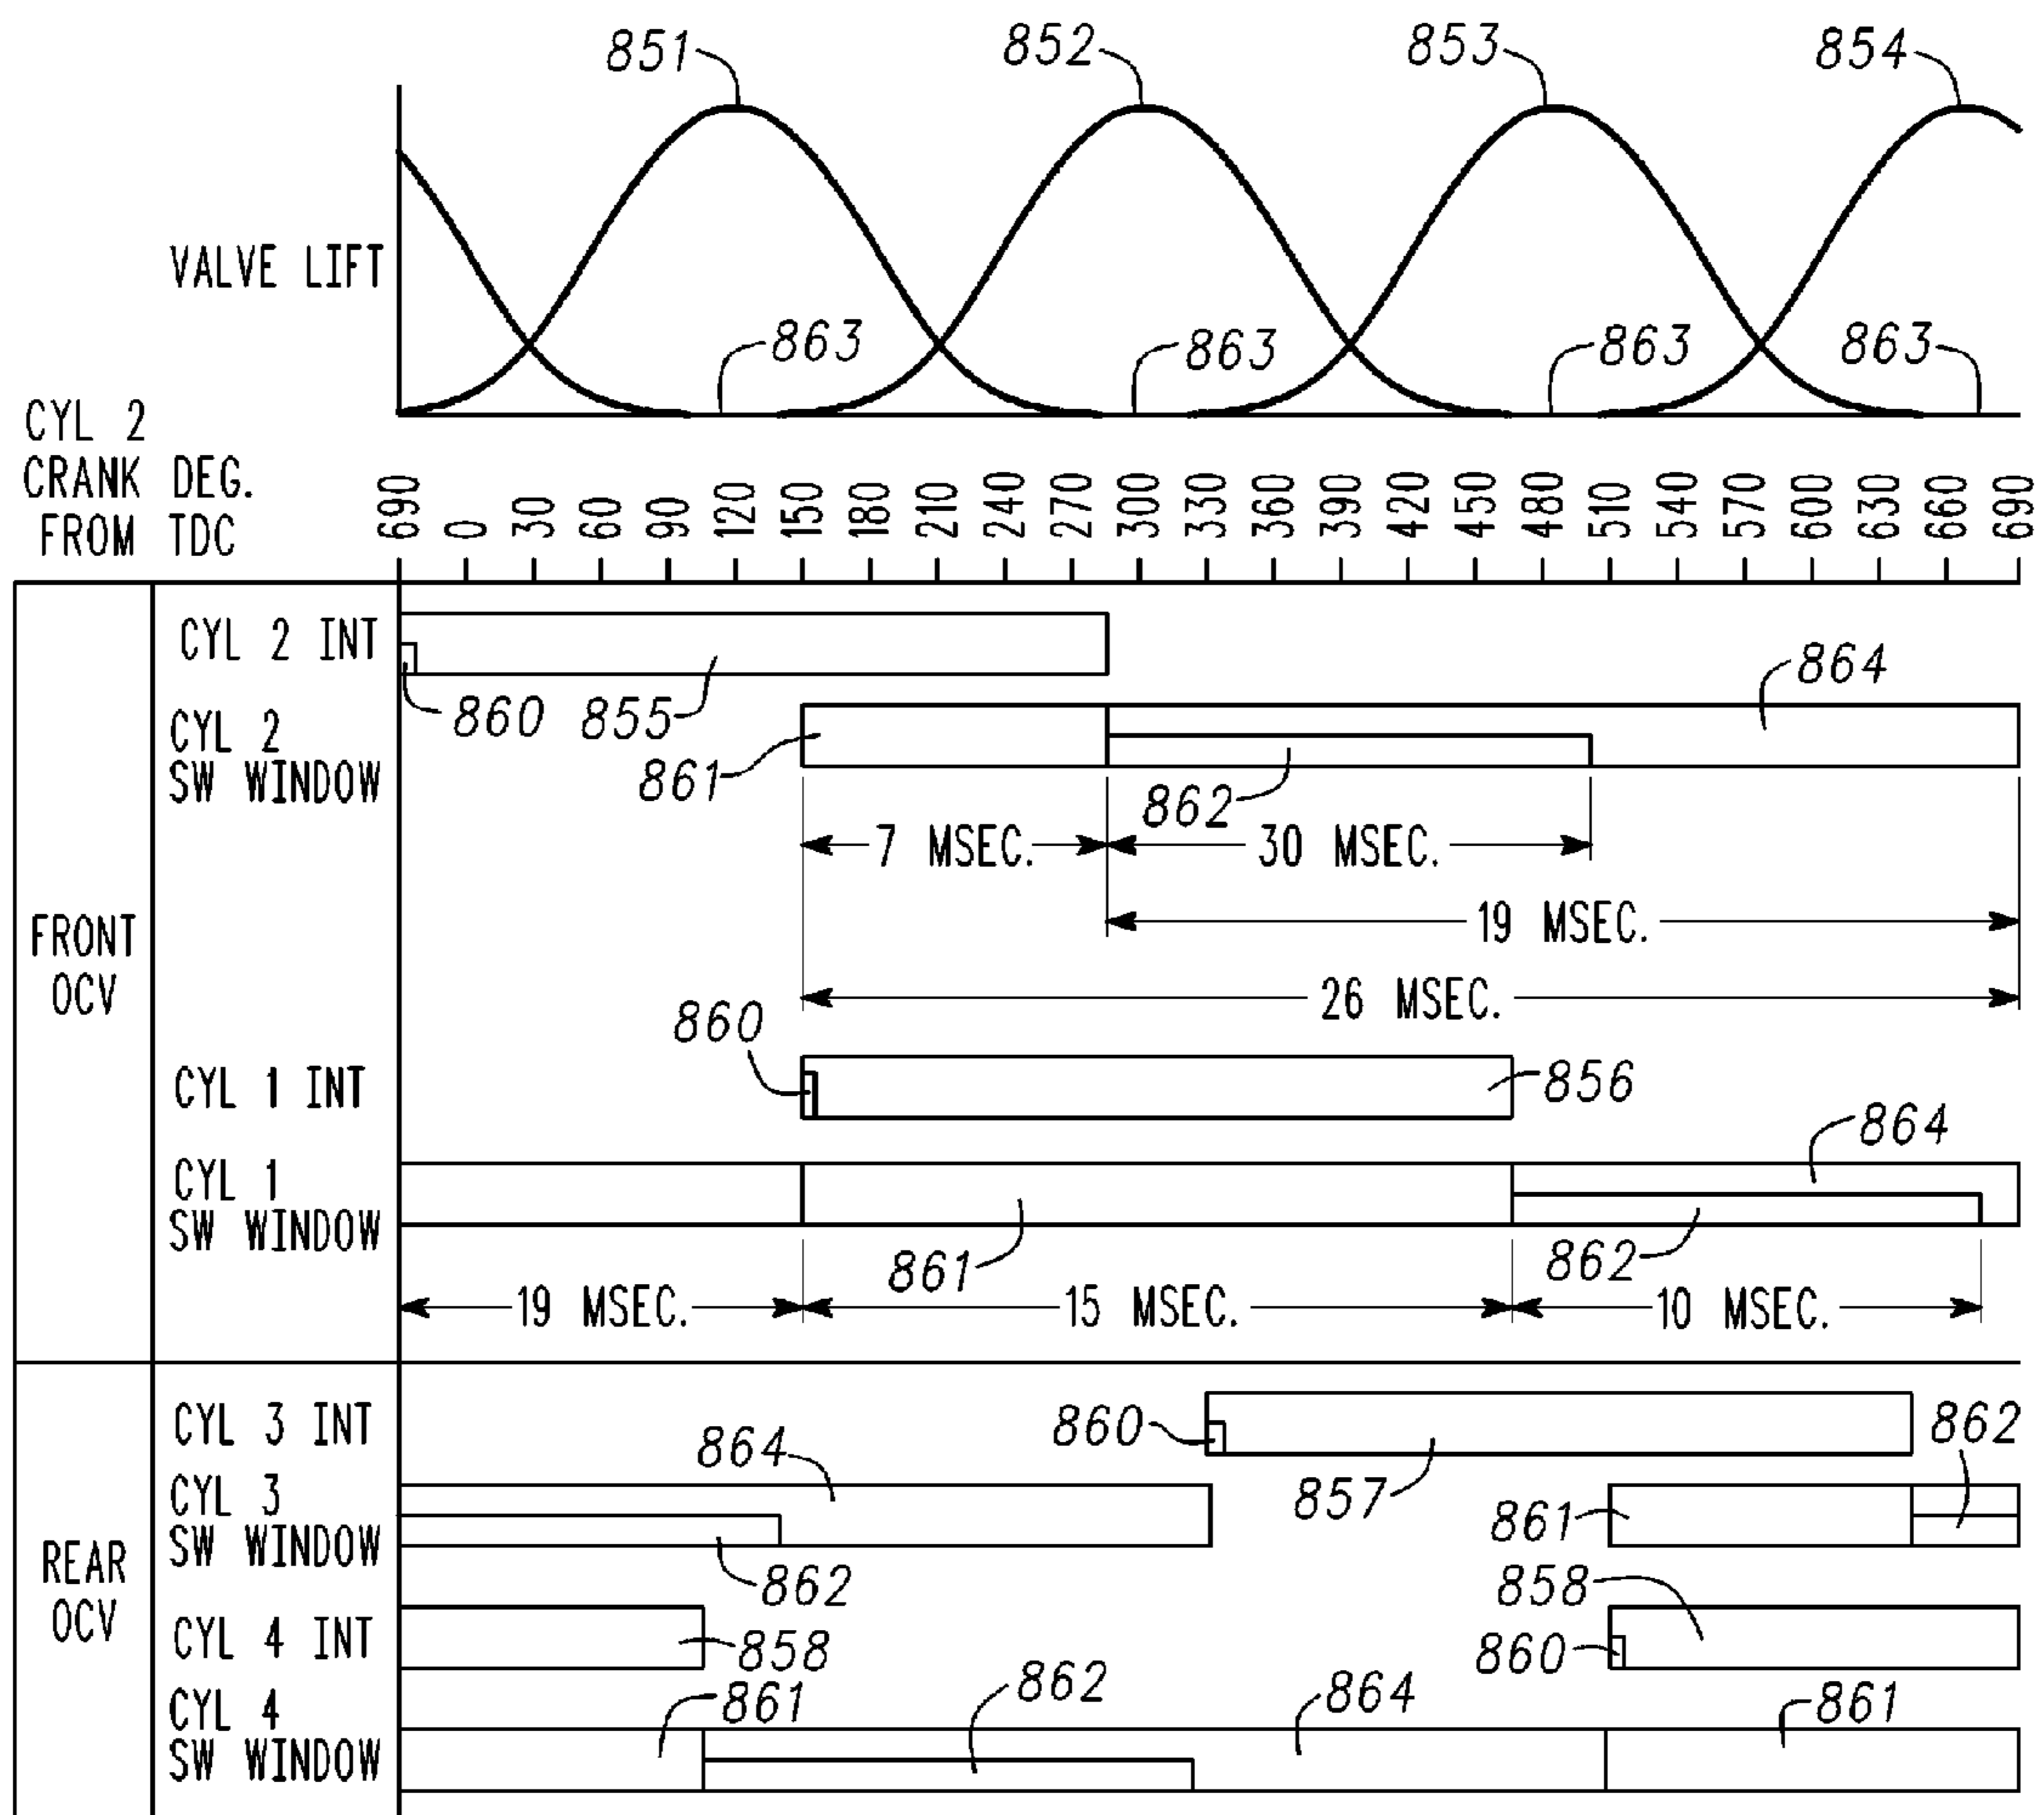 851
852
853
854
VALVE LIFT
863
863
863
863
CYL 2
CRANK DEG.
FROM TDC
690 0 30 60 90 120 150 180 210 240 270 300 330 360 390 420 450 480 510 540 570 600 630 660 690
FRONT
OCV
CYL 2 INT
860
855
864
CYL 2
SW WINDOW
861
862
7 MSEC.
30 MSEC.
19 MSEC.
26 MSEC.
860
CYL 1 INT
856
864
CYL 1
SW WINDOW
861
862
19 MSEC.
15 MSEC.
10 MSEC.
REAR
OCV
CYL 3 INT
860
857
862
864
CYL 3
SW WINDOW
861
862
858
CYL 4 INT
858
860
CYL 4
SW WINDOW
861
862
864
861